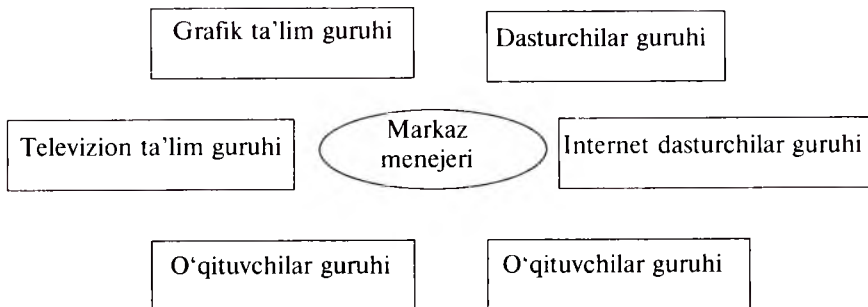 Grafik ta'lim guruhi
Dasturchilar guruhi
Televizion ta'lim guruhi
Markaz
menejeri
Internet dasturchilar guruhi
O‘qituvchilar guruhi
O‘qituvchilar guruhi